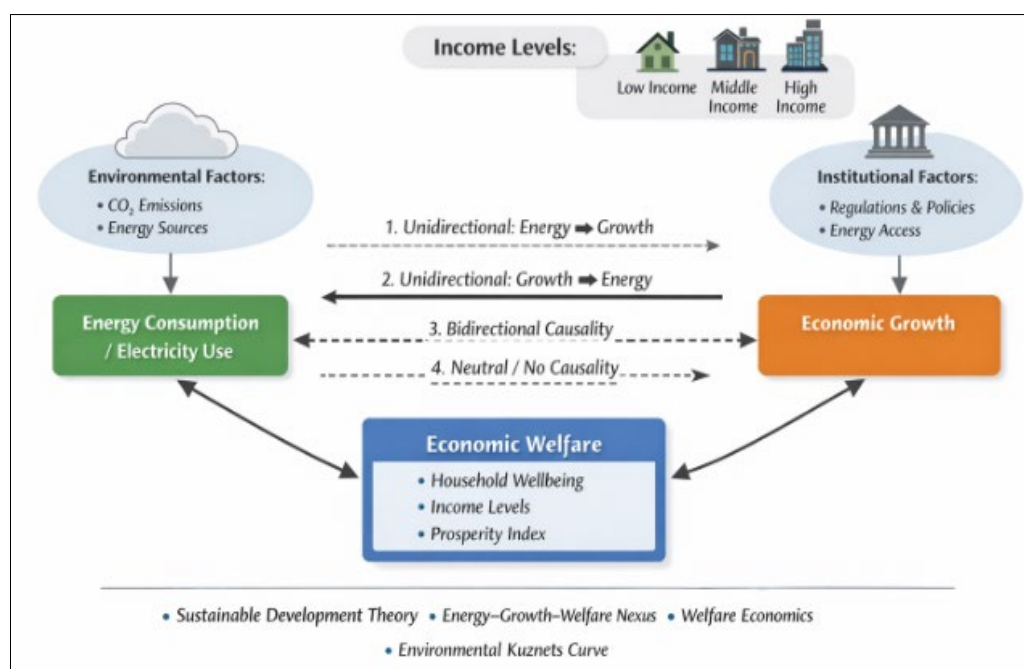 Income Levels:
Low Income
Middle
Income
High
Income
Environmental Factors:
• CO₂ Emissions
• Energy Sources
Institutional Factors:
• Regulations & Policies
• Energy Access
1. Unidirectional: Energy ➡ Growth
2. Unidirectional: Growth ➡ Energy
Energy Consumption
/ Electricity Use
3. Bidirectional Causality
4. Neutral / No Causality
Economic Growth
Economic Welfare
• Household Wellbeing
• Income Levels
• Prosperity Index
• Sustainable Development Theory • Energy–Growth–Welfare Nexus • Welfare Economics
• Environmental Kuznets Curve